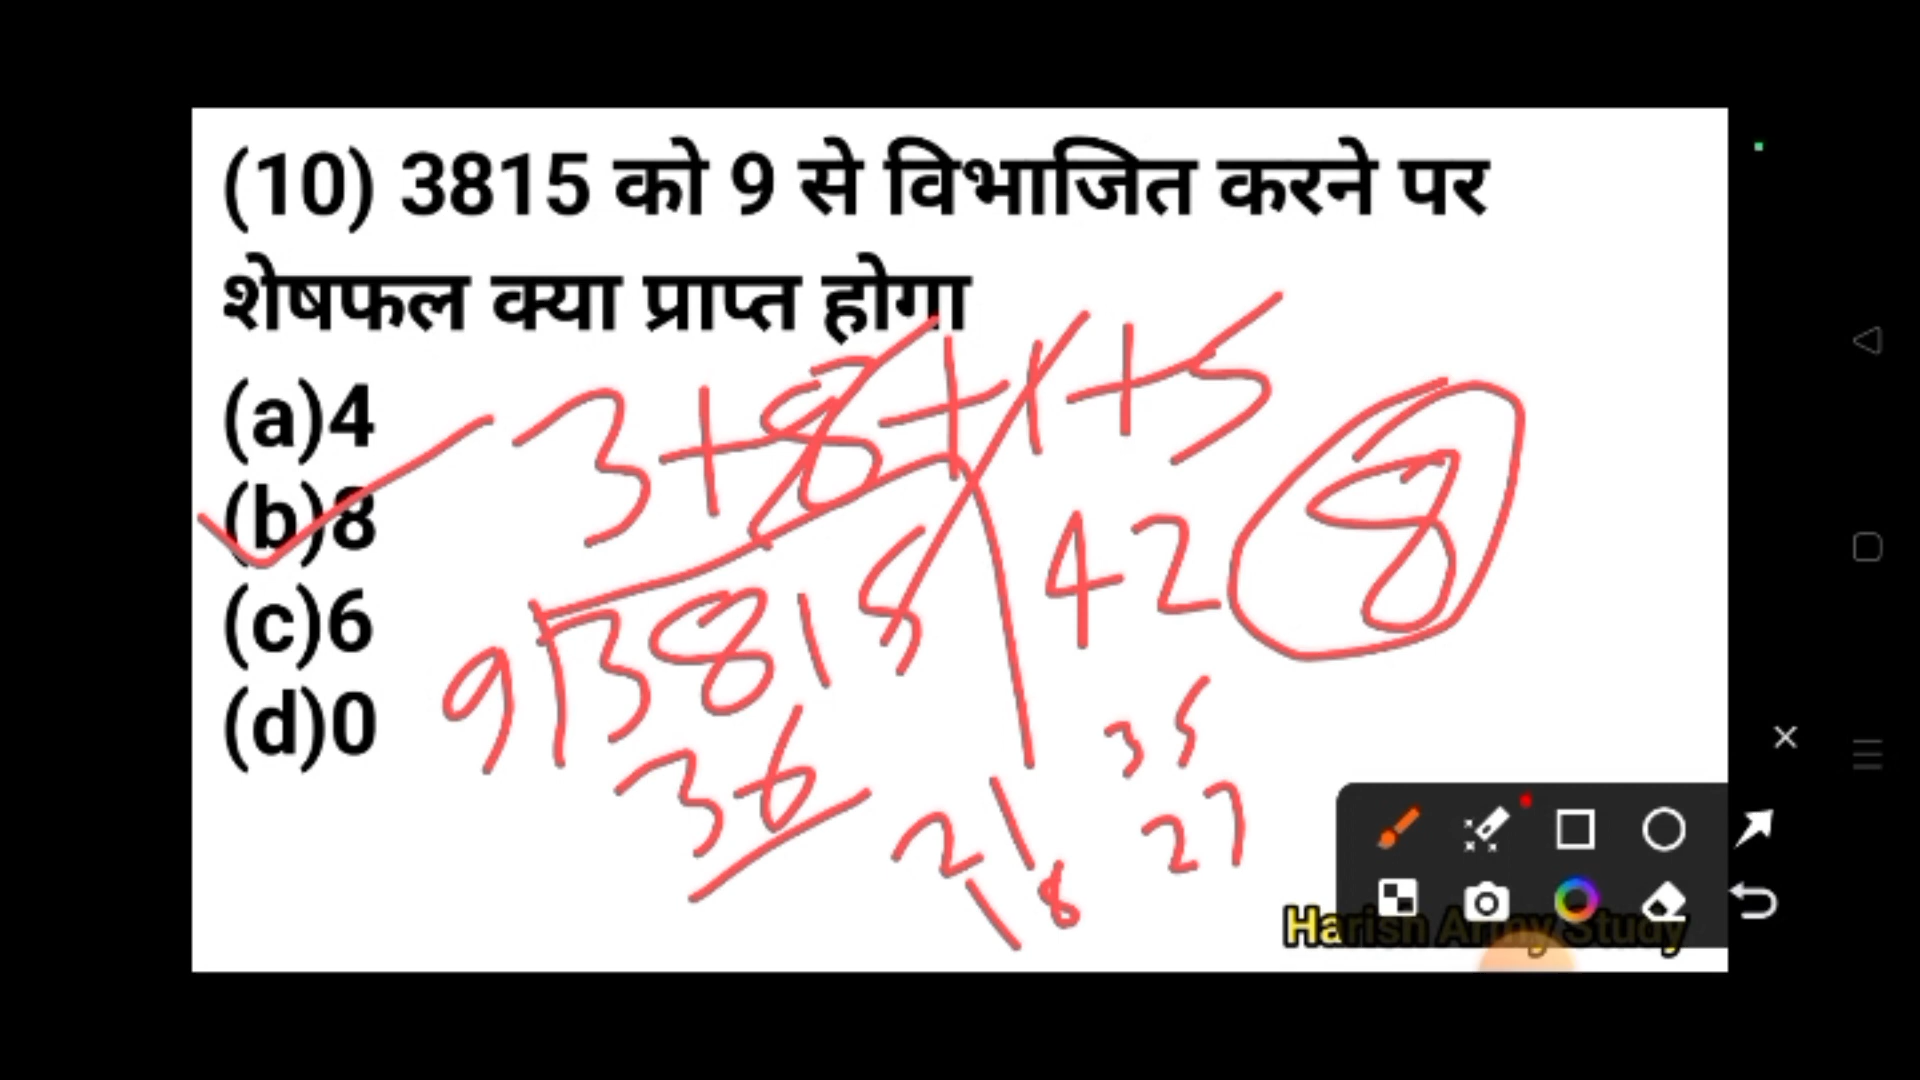 (10) 3815 को 9 से विभाजित करने पर
शेषफल क्या प्राप्त होगा
(a)4
(b)8
(c)6
(d)0
3+8+1+5
9 3815 42 8
36
21
18
35
27
Harish Army Study